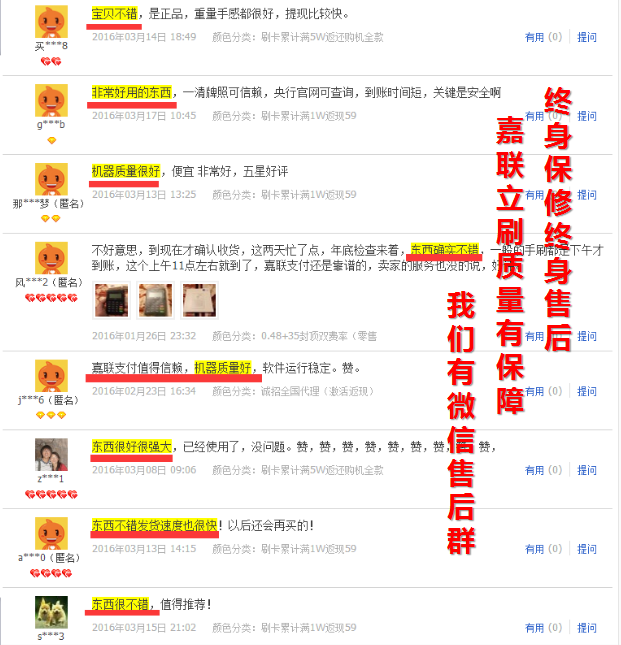 宝贝不错，是正品，重量手感都很好，提现比较快。
买***8
2016年03月14日 18:49 颜色分类：刷卡累计满5W返还购机全款
有用 (0) 提问
非常好用的东西，一清牌照可信赖，央行官网可查询，到账时间短，关键是安全啊
g***b
2016年03月17日 10:45 颜色分类：刷卡累计满1W返现59
有用 (0) 提问
机器质量很好，便宜 非常好，五星好评
那***梦（匿名）
2016年03月13日 13:25 颜色分类：刷卡累计满1W返现59
有用 提问
不好意思，到现在才确认收货，这两天忙了点，年底检查来着，东西确实不错，一般的手刷都是下午才
到账，这个上午11点左右就到了，嘉联支付还是靠谱的，卖家的服务也没的说，好
风***2（匿名）
2016年01月26日 23:32 颜色分类：0.48+35封顶双费率（零售
有用 提问
嘉联支付值得信赖，机器质量好，软件运行稳定。赞。
j***6（匿名）
2016年02月23日 16:34 颜色分类：诚招全国代理（激活返现）
有用 (0) 提问
东西很好很强大，已经使用了，没问题。赞，赞，赞，赞，赞，赞，赞，赞，
z***1
2016年03月08日 09:06 颜色分类：刷卡累计满5W返还购机全款
有用 (0) 提问
东西不错发货速度也很快！以后还会再买的！
a***0（匿名）
2016年03月13日 14:15 颜色分类：刷卡累计满1W返现59
有用 (0) 提问
东西很不错，值得推荐！
s***3
2016年03月15日 21:02 颜色分类：刷卡累计满1W返现59
有用 (0) 提问
终身保修终身售后
嘉联立刷质量有保障
我们有微信售后群